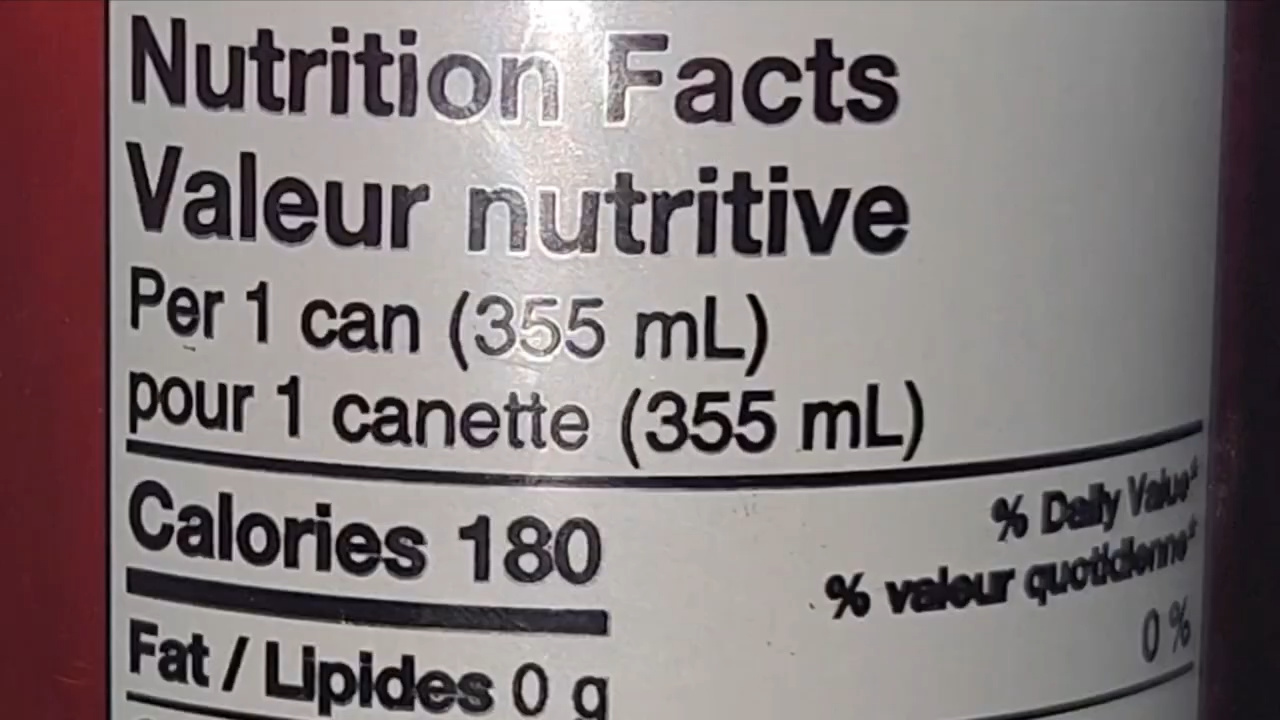 Nutrition Facts
Valeur nutritive
Per 1 can (355 mL)
pour 1 canette (355 mL)
% Daily Value*
Calories 180
% valeur quotidienne*
Fat / Lipides 0 g
0 %